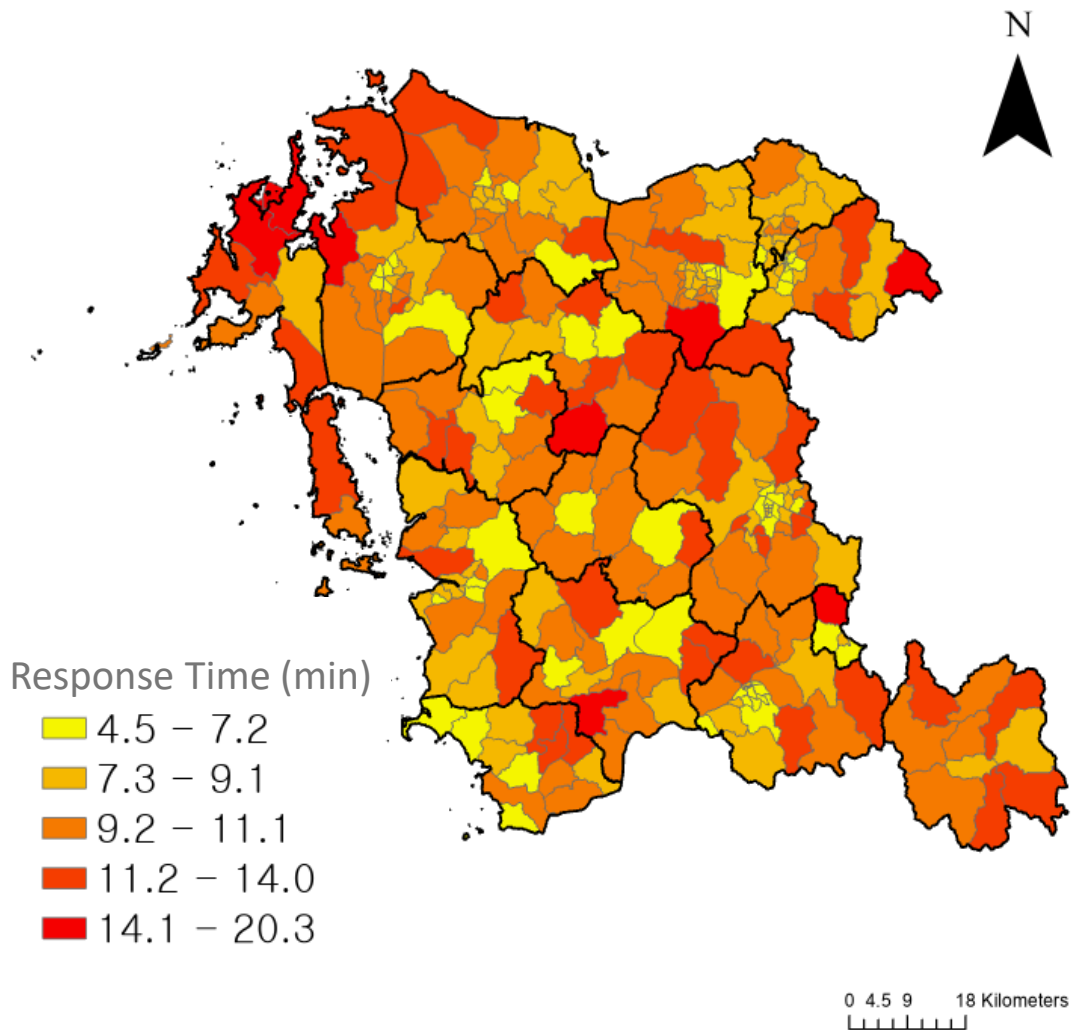 N
Response Time (min)
4.5 – 7.2
7.3 – 9.1
9.2 – 11.1
11.2 – 14.0
14.1 – 20.3
0 4.5 9 18 Kilometers